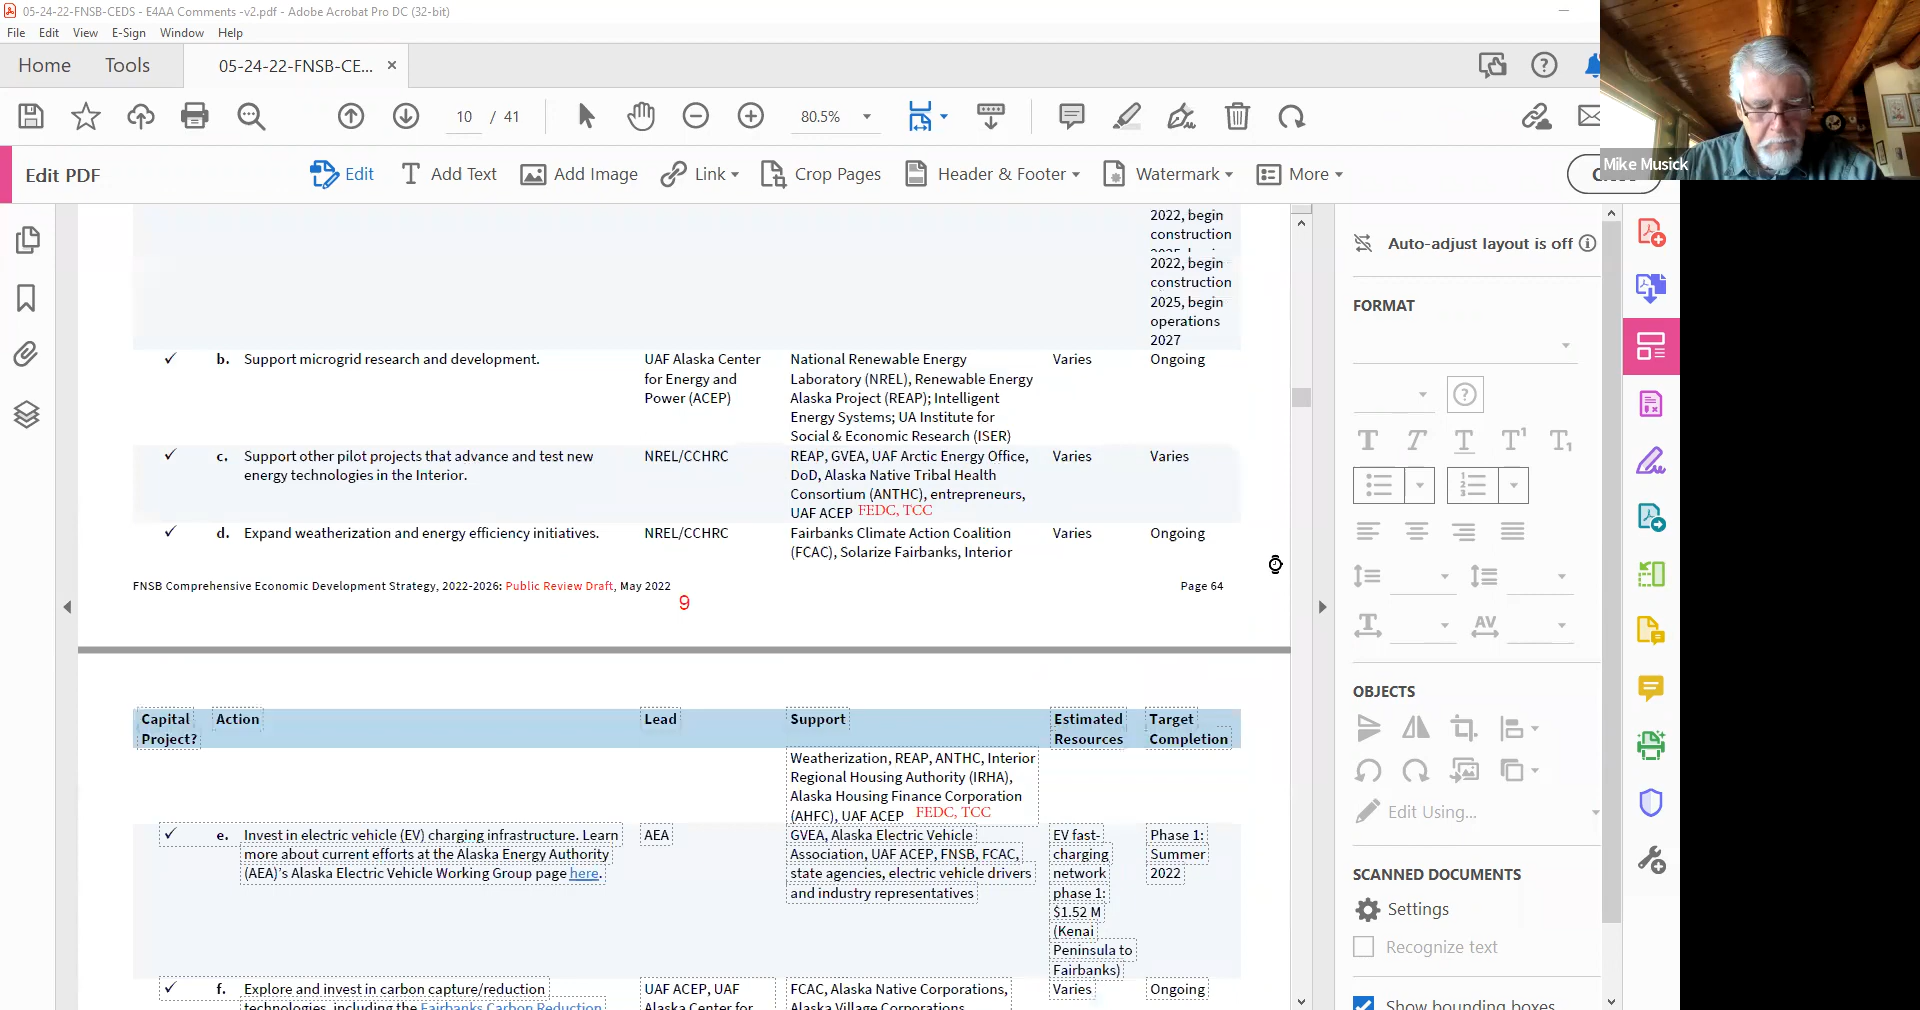 05-24-22-FNSB-CEDS - E4AA Comments -v2.pdf - Adobe Acrobat Pro DC (32-bit)
File Edit View E-Sign Window Help
Home Tools 05-24-22-FNSB-CE... ×
10 / 41 80.5%
Mike Musick
Edit PDF Edit Add Text Add Image Link Crop Pages Header & Footer Watermark More
2022, begin
construction
2022, begin
construction
2025, begin
operations
2027
✓ b. Support microgrid research and development.
UAF Alaska Center
for Energy and
Power (ACEP)
National Renewable Energy
Laboratory (NREL), Renewable Energy
Alaska Project (REAP); Intelligent
Energy Systems; UA Institute for
Social & Economic Research (ISER)
Varies
Ongoing
✓ c. Support other pilot projects that advance and test new
energy technologies in the Interior.
NREL/CCHRC
REAP, GVEA, UAF Arctic Energy Office,
DoD, Alaska Native Tribal Health
Consortium (ANTHC), entrepreneurs,
UAF ACEP FEDC, TCC
Varies
Varies
✓ d. Expand weatherization and energy efficiency initiatives.
NREL/CCHRC
Fairbanks Climate Action Coalition
(FCAC), Solarize Fairbanks, Interior
Varies
Ongoing
FNSB Comprehensive Economic Development Strategy, 2022-2026: Public Review Draft, May 2022
Page 64
9
Capital
Project?
Action
Lead
Support
Estimated
Resources
Target
Completion
Weatherization, REAP, ANTHC, Interior
Regional Housing Authority (IRHA),
Alaska Housing Finance Corporation
(AHFC), UAF ACEP FEDC, TCC
✓ e. Invest in electric vehicle (EV) charging infrastructure. Learn
more about current efforts at the Alaska Energy Authority
(AEA)'s Alaska Electric Vehicle Working Group page here.
AEA
GVEA, Alaska Electric Vehicle
Association, UAF ACEP, FNSB, FCAC,
state agencies, electric vehicle drivers
and industry representatives
EV fast-
charging
network
phase 1:
$1.52 M
(Kenai
Peninsula to
Fairbanks)
Phase 1:
Summer
2022
✓ f. Explore and invest in carbon capture/reduction
technologies, including the Fairbanks Carbon Reduction
UAF ACEP, UAF
Alaska Center for
FCAC, Alaska Native Corporations,
Alaska Village Corporations
Varies
Ongoing
Auto-adjust layout is off
FORMAT
OBJECTS
Edit Using...
SCANNED DOCUMENTS
Settings
Recognize text
Show bounding boxes